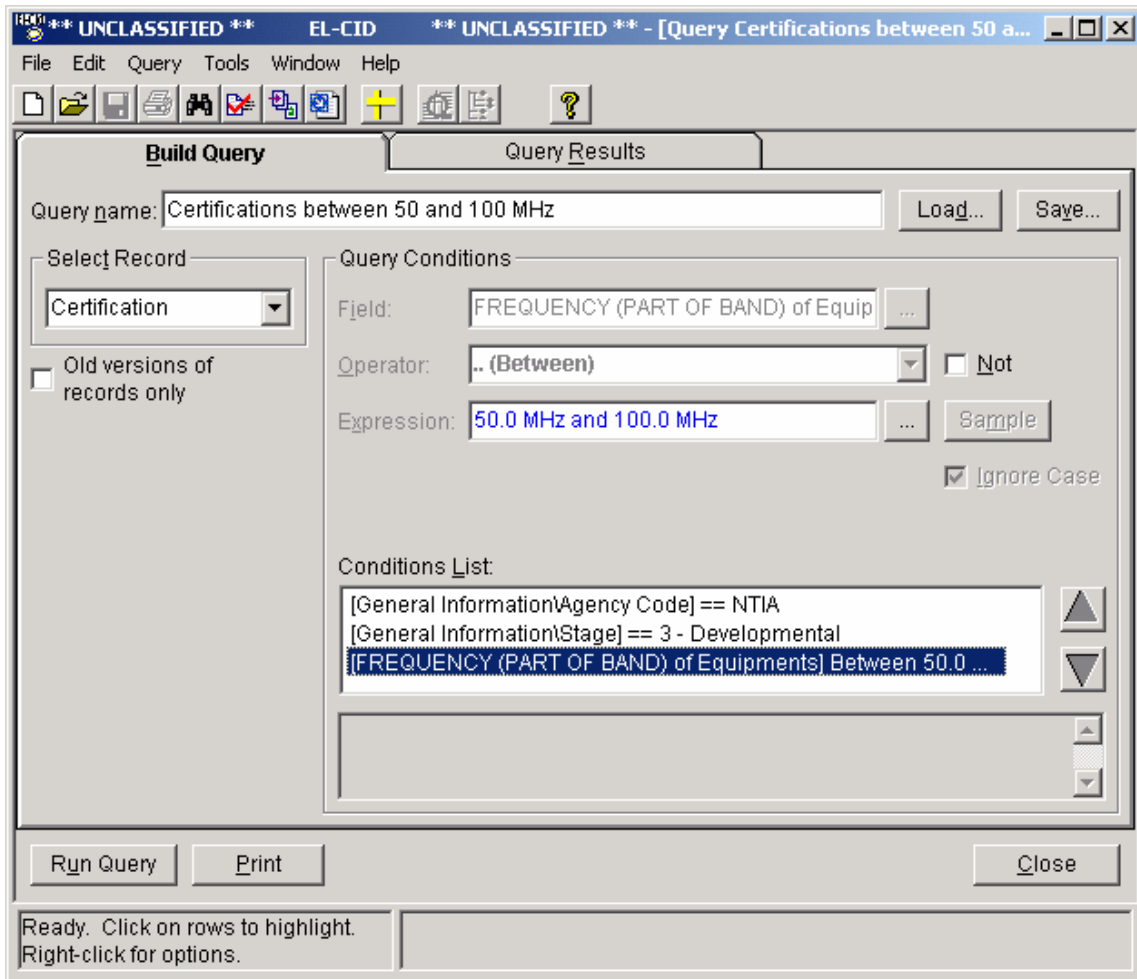 ** UNCLASSIFIED ** EL-CID ** UNCLASSIFIED ** - [Query Certifications between 50 a...
File Edit Query Tools Window Help
Build Query Query Results
Query name: Certifications between 50 and 100 MHz Load... Save...
Select Record
Certification
Old versions of
records only
Query Conditions
Field: FREQUENCY (PART OF BAND) of Equip ...
Operator: .. (Between) Not
Expression: 50.0 MHz and 100.0 MHz ... Sample
Ignore Case
Conditions List:
[General Information\Agency Code] == NTIA
[General Information\Stage] == 3 - Developmental
[FREQUENCY (PART OF BAND) of Equipments] Between 50.0 ...
Run Query Print Close
Ready. Click on rows to highlight.
Right-click for options.